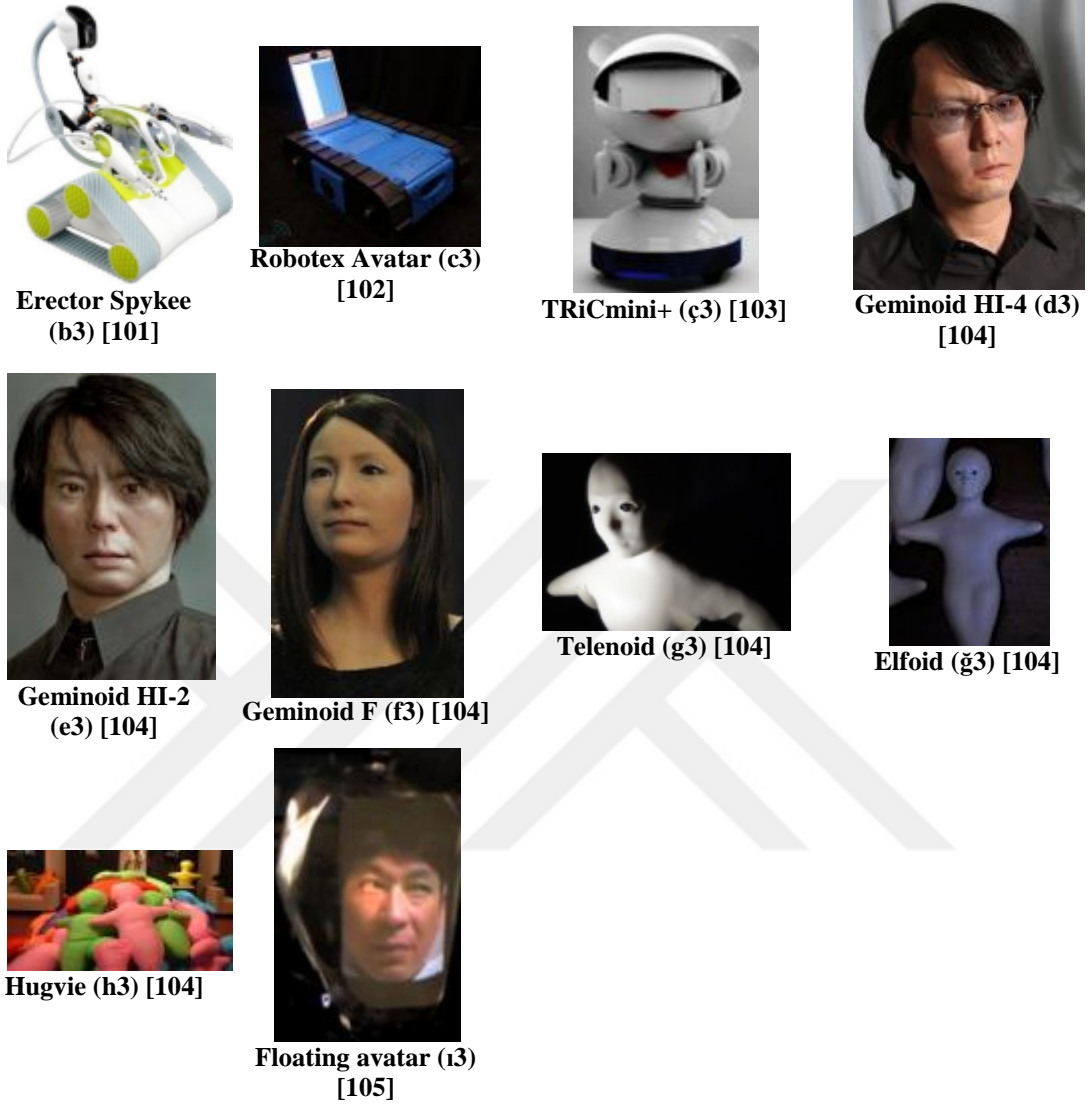 Erector Spykee
(b3) [101]
Robotex Avatar (c3)
[102]
TRiCmini+ (ç3) [103]
Geminoid HI-4 (d3)
[104]
Geminoid HI-2
(e3) [104]
Geminoid F (f3) [104]
Telenoid (g3) [104]
Elfoid (ğ3) [104]
Hugvie (h3) [104]
Floating avatar (ı3)
[105]